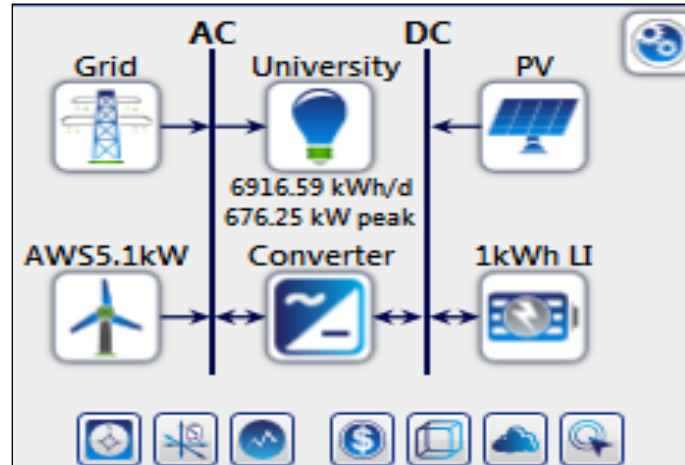 AC DC
Grid University PV
6916.59 kWh/d
676.25 kW peak
AWS5.1kW Converter 1kWh LI